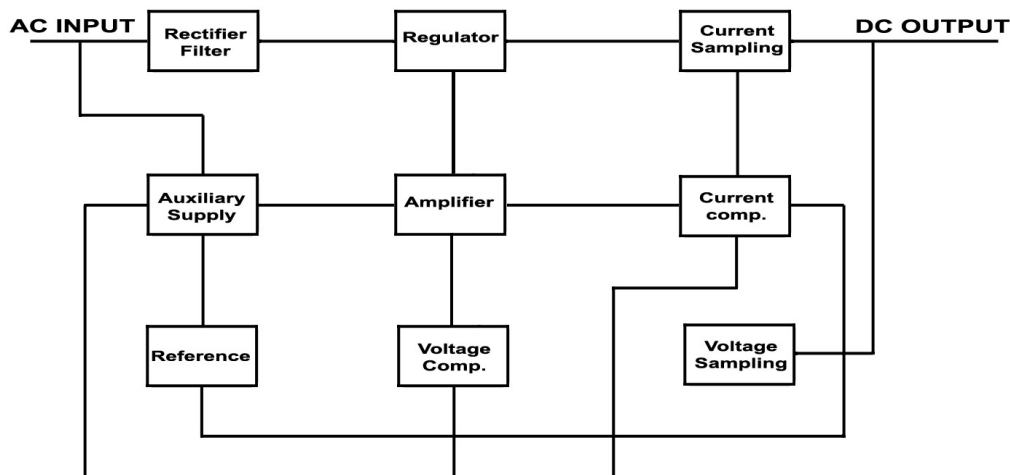 AC INPUT
Rectifier
Filter
Regulator
Current
Sampling
DC OUTPUT
Auxiliary
Supply
Amplifier
Current
comp.
Reference
Voltage
Comp.
Voltage
Sampling